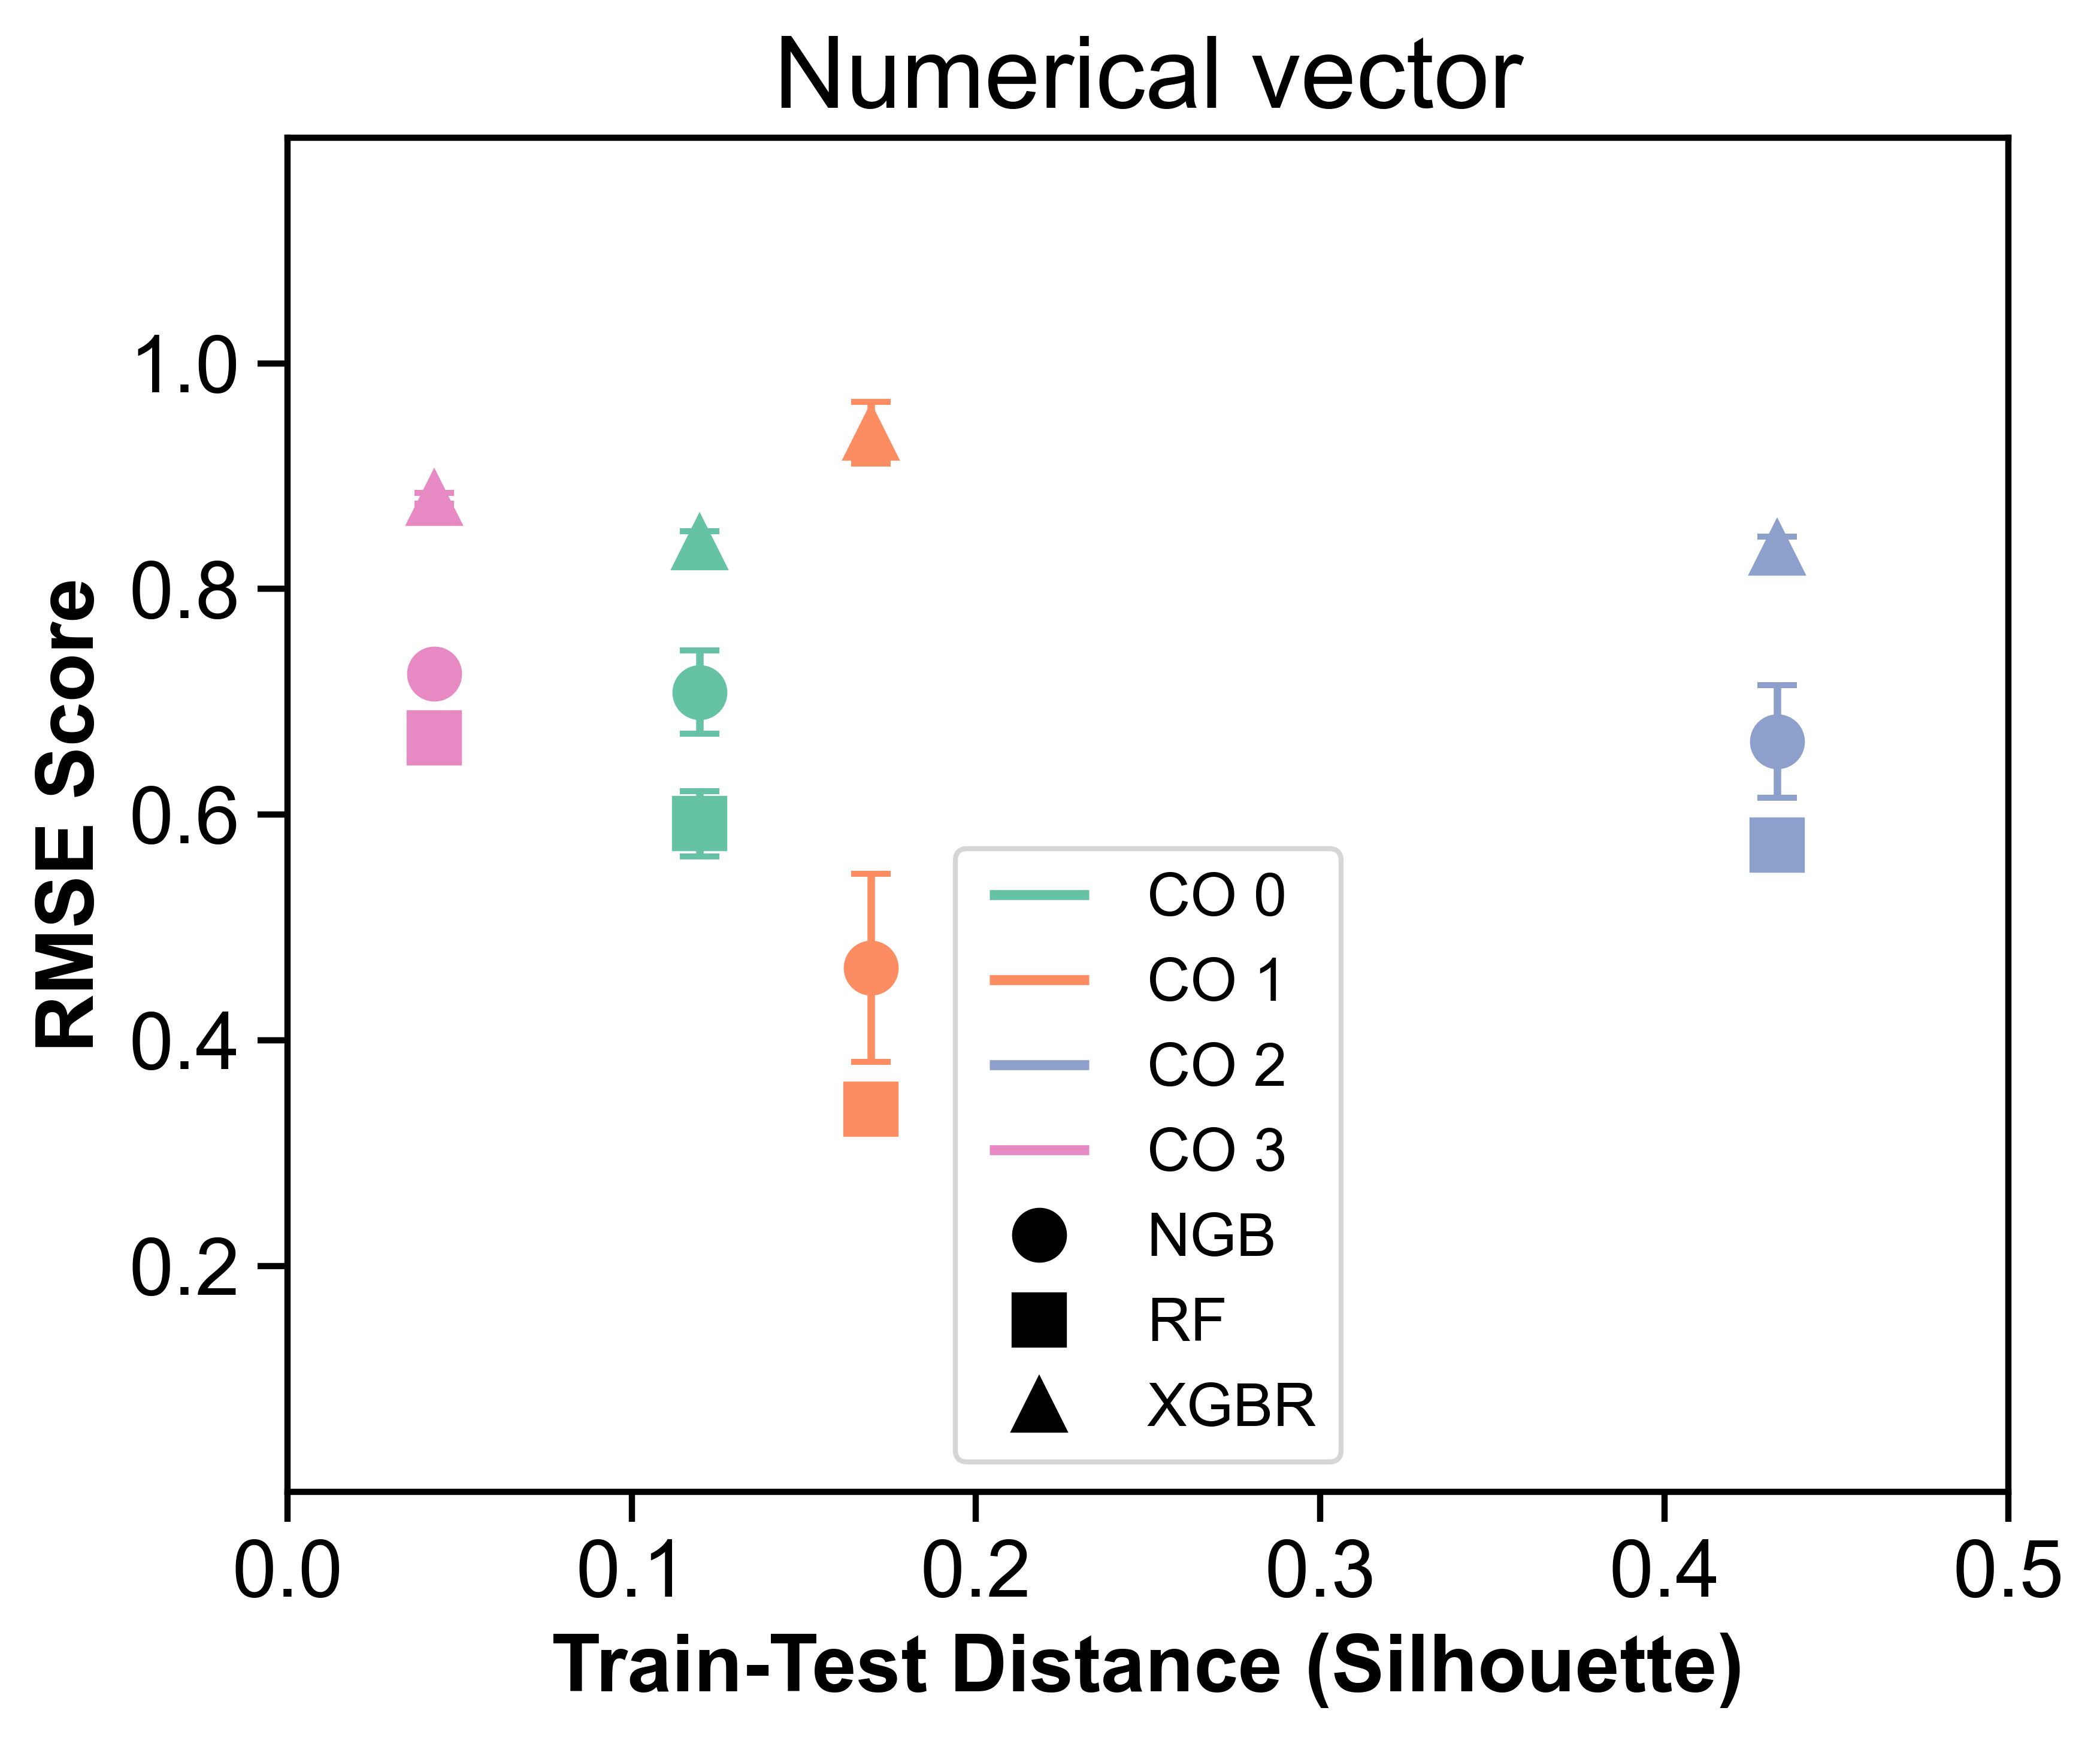 Numerical vector
RMSE Score
1.0
0.8
0.6
0.4
0.2
CO 0
CO 1
CO 2
CO 3
NGB
RF
XGBR
0.0 0.1 0.2 0.3 0.4 0.5
Train-Test Distance (Silhouette)